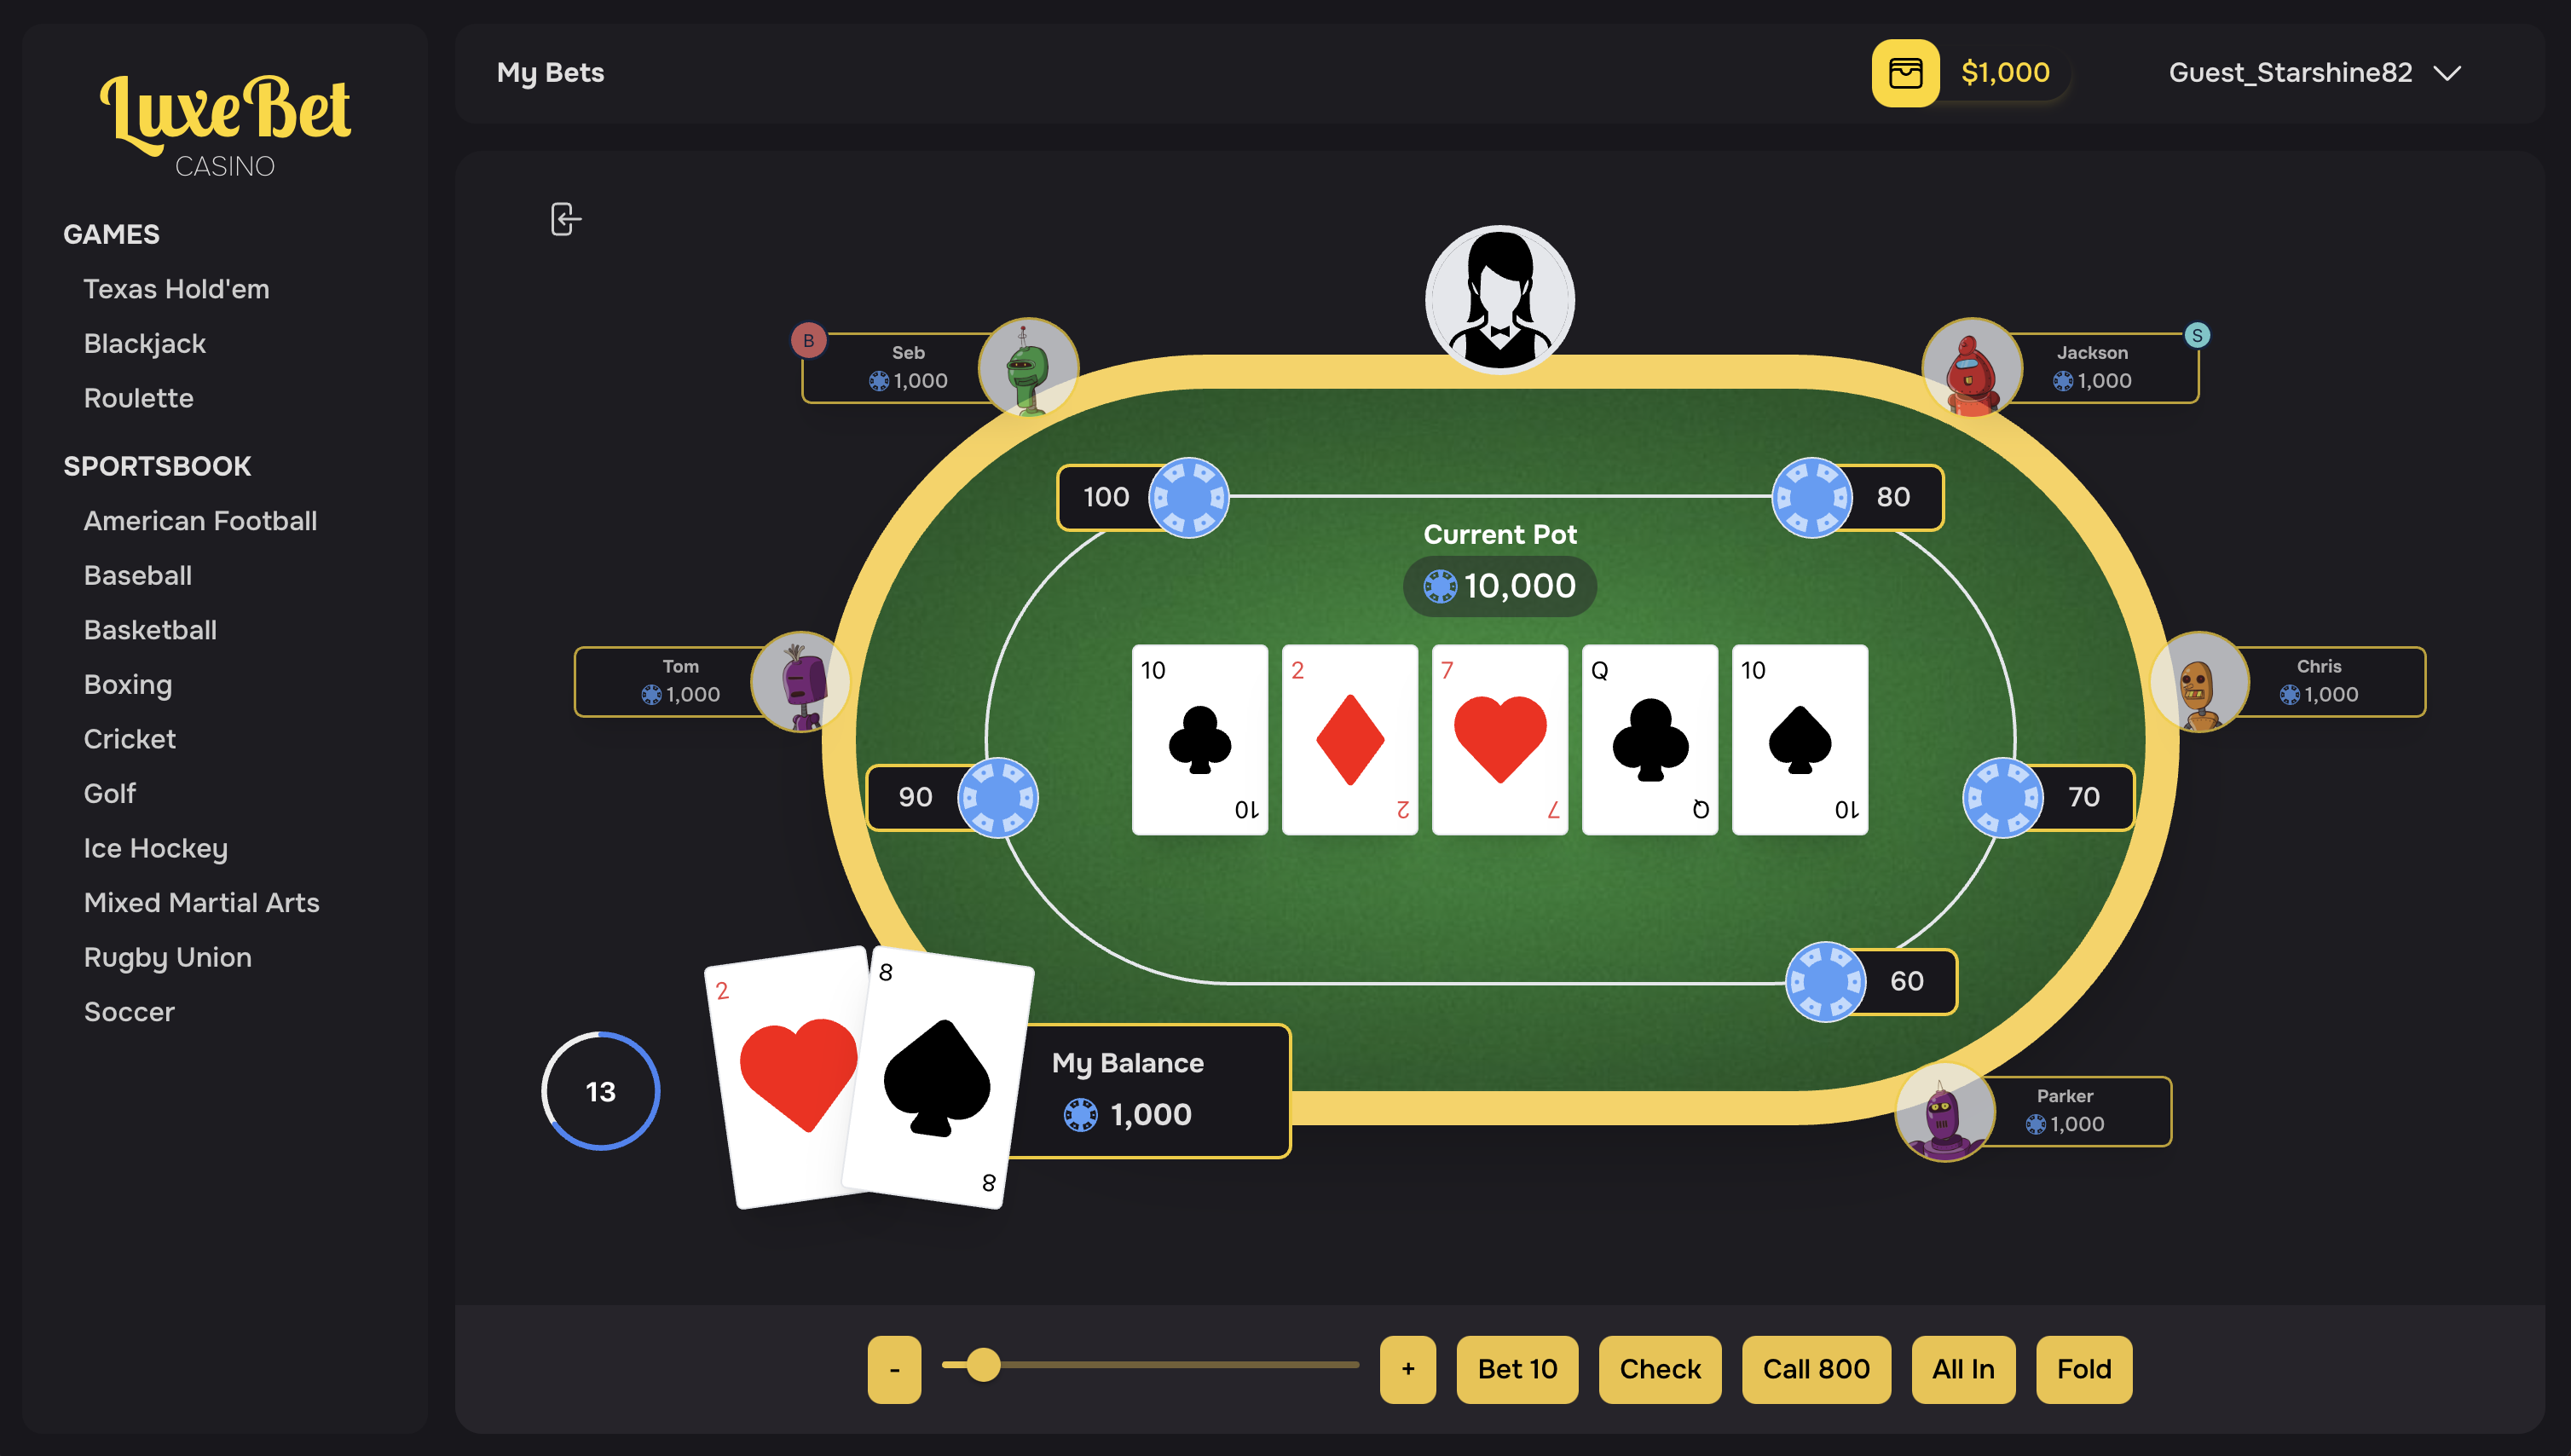 LuxeBet
CASINO
GAMES
Texas Hold'em
Blackjack
Roulette
SPORTSBOOK
American Football
Baseball
Basketball
Boxing
Cricket
Golf
Ice Hockey
Mixed Martial Arts
Rugby Union
Soccer
My Bets
$1,000
Guest_Starshine82
B
Seb
1,000
Jackson
1,000
S
100
80
Current Pot
10,000
Tom
1,000
Chris
1,000
10
2
7
Q
10
10
2
7
Q
10
90
70
60
2
8
8
13
My Balance
1,000
Parker
1,000
-
+
Bet 10
Check
Call 800
All In
Fold